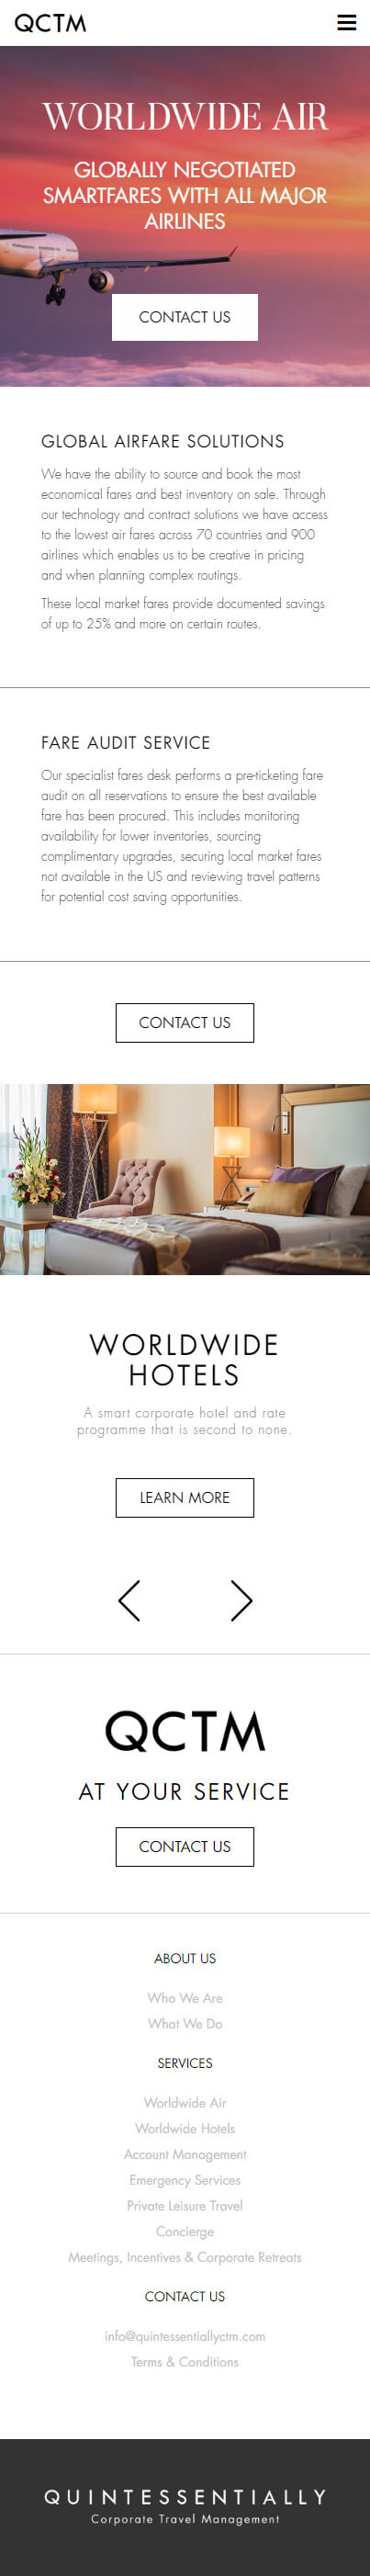 QCTM
WORLDWIDE AIR
GLOBALLY NEGOTIATED
SMARTFARES WITH ALL MAJOR
AIRLINES
CONTACT US
GLOBAL AIRFARE SOLUTIONS
We have the ability to source and book the most
economical fares and best inventory on sale. Through
our technology and contract solutions we have access
to the lowest air fares across 70 countries and 900
airlines which enables us to be creative in pricing
and when planning complex routings.
These local market fares provide documented savings
of up to 25% and more on certain routes.
FARE AUDIT SERVICE
Our specialist fares desk performs a pre-ticketing fare
audit on all reservations to ensure the best available
fare has been procured. This includes monitoring
availability for lower inventories, sourcing
complimentary upgrades, securing local market fares
not available in the US and reviewing travel patterns
for potential cost saving opportunities.
CONTACT US
WORLDWIDE
HOTELS
A smart corporate hotel and rate
programme that is second to none.
LEARN MORE
QCTM
AT YOUR SERVICE
CONTACT US
ABOUT US
Who We Are
What We Do
SERVICES
Worldwide Air
Worldwide Hotels
Account Management
Emergency Services
Private Leisure Travel
Concierge
Meetings, Incentives & Corporate Retreats
CONTACT US
info@quintessentiallyctm.com
Terms & Conditions
QUINTESSENTIALLY
Corporate Travel Management